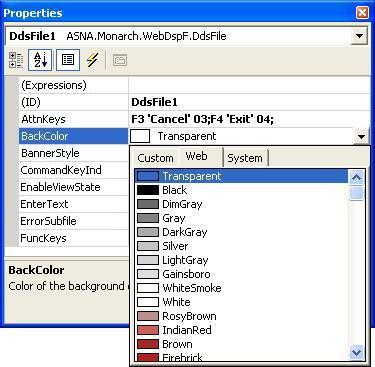 Properties
DdsFile1 ASNA.Monarch.WebDspF.DdsFile
(Expressions)
(ID) DdsFile1
AttnKeys F3 'Cancel' 03;F4 'Exit' 04;
BackColor Transparent
BannerStyle
CommandKeyInd
EnableViewState
EnterText
ErrorSubfile
FuncKeys
Custom Web System
Transparent
Black
DimGray
Gray
DarkGray
Silver
LightGray
Gainsboro
WhiteSmoke
White
RosyBrown
IndianRed
Brown
Firebrick
BackColor
Color of the background